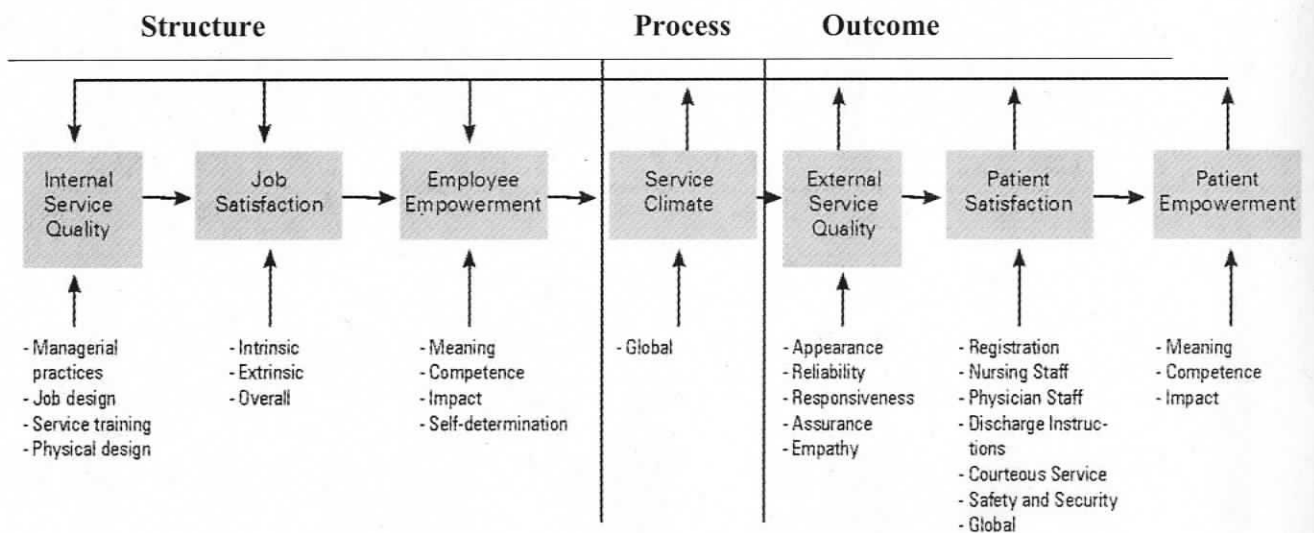 Structure
Process
Outcome
Internal
Service
Quality
Job
Satisfaction
Employee
Empowerment
Service
Climate
External
Service
Quality
Patient
Satisfaction
Patient
Empowerment
- Managerial
practices
- Job design
- Service training
- Physical design
- Intrinsic
- Extrinsic
- Overall
- Meaning
- Competence
- Impact
- Self-determination
- Global
- Appearance
- Reliability
- Responsiveness
- Assurance
- Empathy
- Registration
- Nursing Staff
- Physician Staff
- Discharge Instruc-
tions
- Courteous Service
- Safety and Security
- Global
- Meaning
- Competence
- Impact